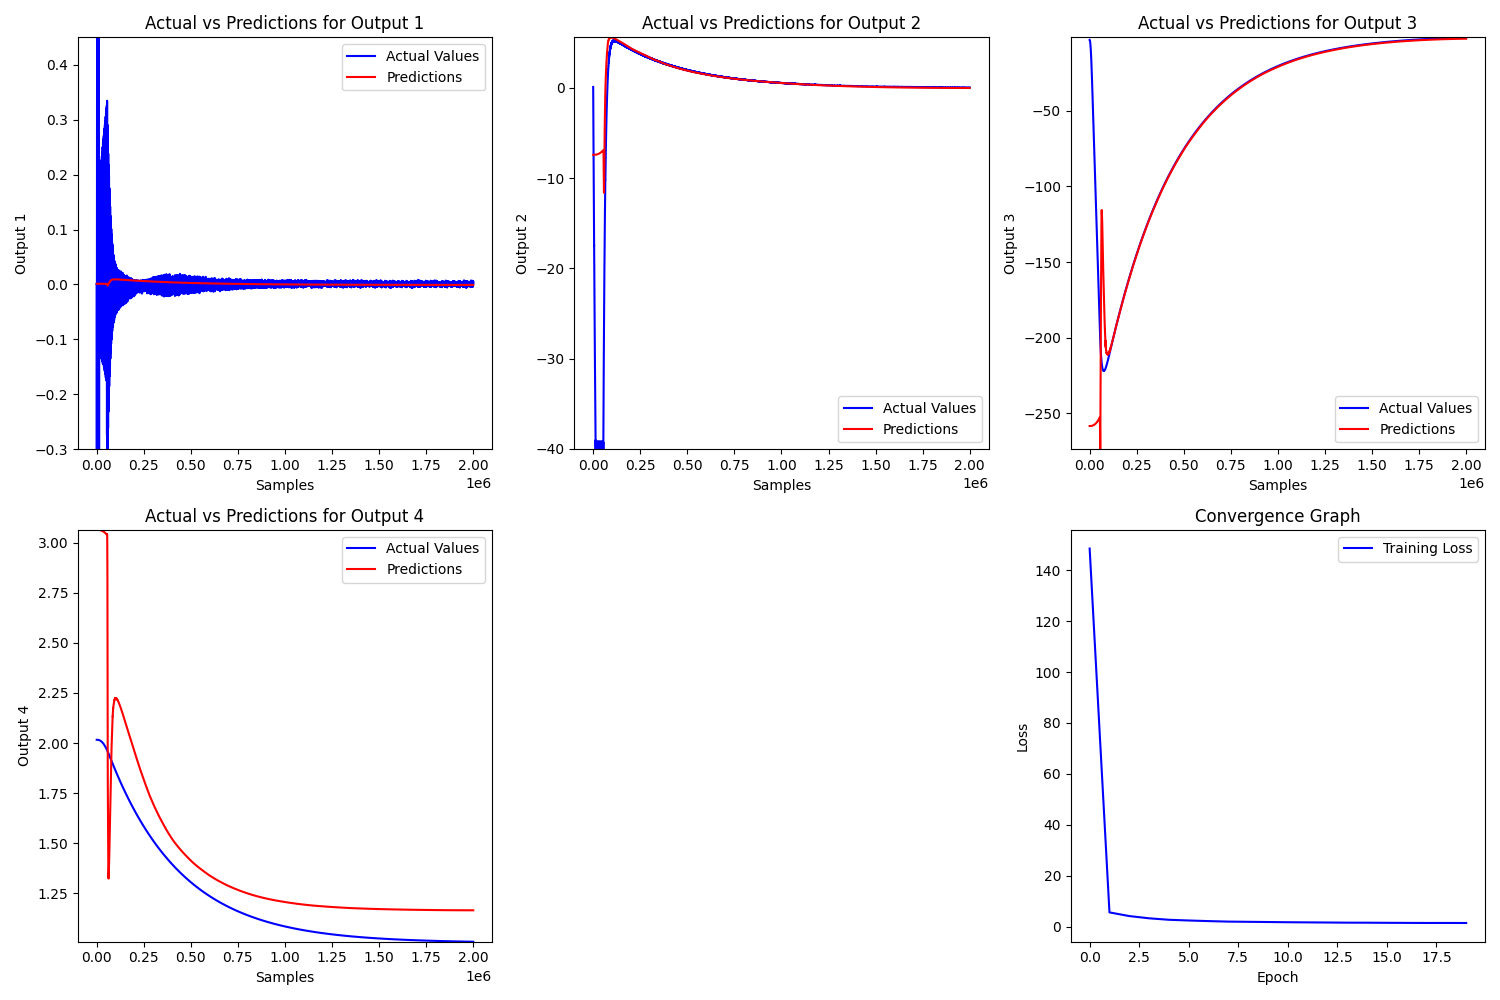 Actual vs Predictions for Output 1
Output 1
0.4
0.3
0.2
0.1
0.0
−0.1
−0.2
−0.3
Actual Values
Predictions
0.00 0.25 0.50 0.75 1.00 1.25 1.50 1.75 2.00
Samples
1e6
Actual vs Predictions for Output 2
Output 2
0
−10
−20
−30
−40
Actual Values
Predictions
0.00 0.25 0.50 0.75 1.00 1.25 1.50 1.75 2.00
Samples
1e6
Actual vs Predictions for Output 3
Output 3
−50
−100
−150
−200
−250
Actual Values
Predictions
0.00 0.25 0.50 0.75 1.00 1.25 1.50 1.75 2.00
Samples
1e6
Actual vs Predictions for Output 4
Output 4
3.00
2.75
2.50
2.25
2.00
1.75
1.50
1.25
Actual Values
Predictions
0.00 0.25 0.50 0.75 1.00 1.25 1.50 1.75 2.00
Samples
1e6
Convergence Graph
Loss
140
120
100
80
60
40
20
0
Training Loss
0.0 2.5 5.0 7.5 10.0 12.5 15.0 17.5
Epoch